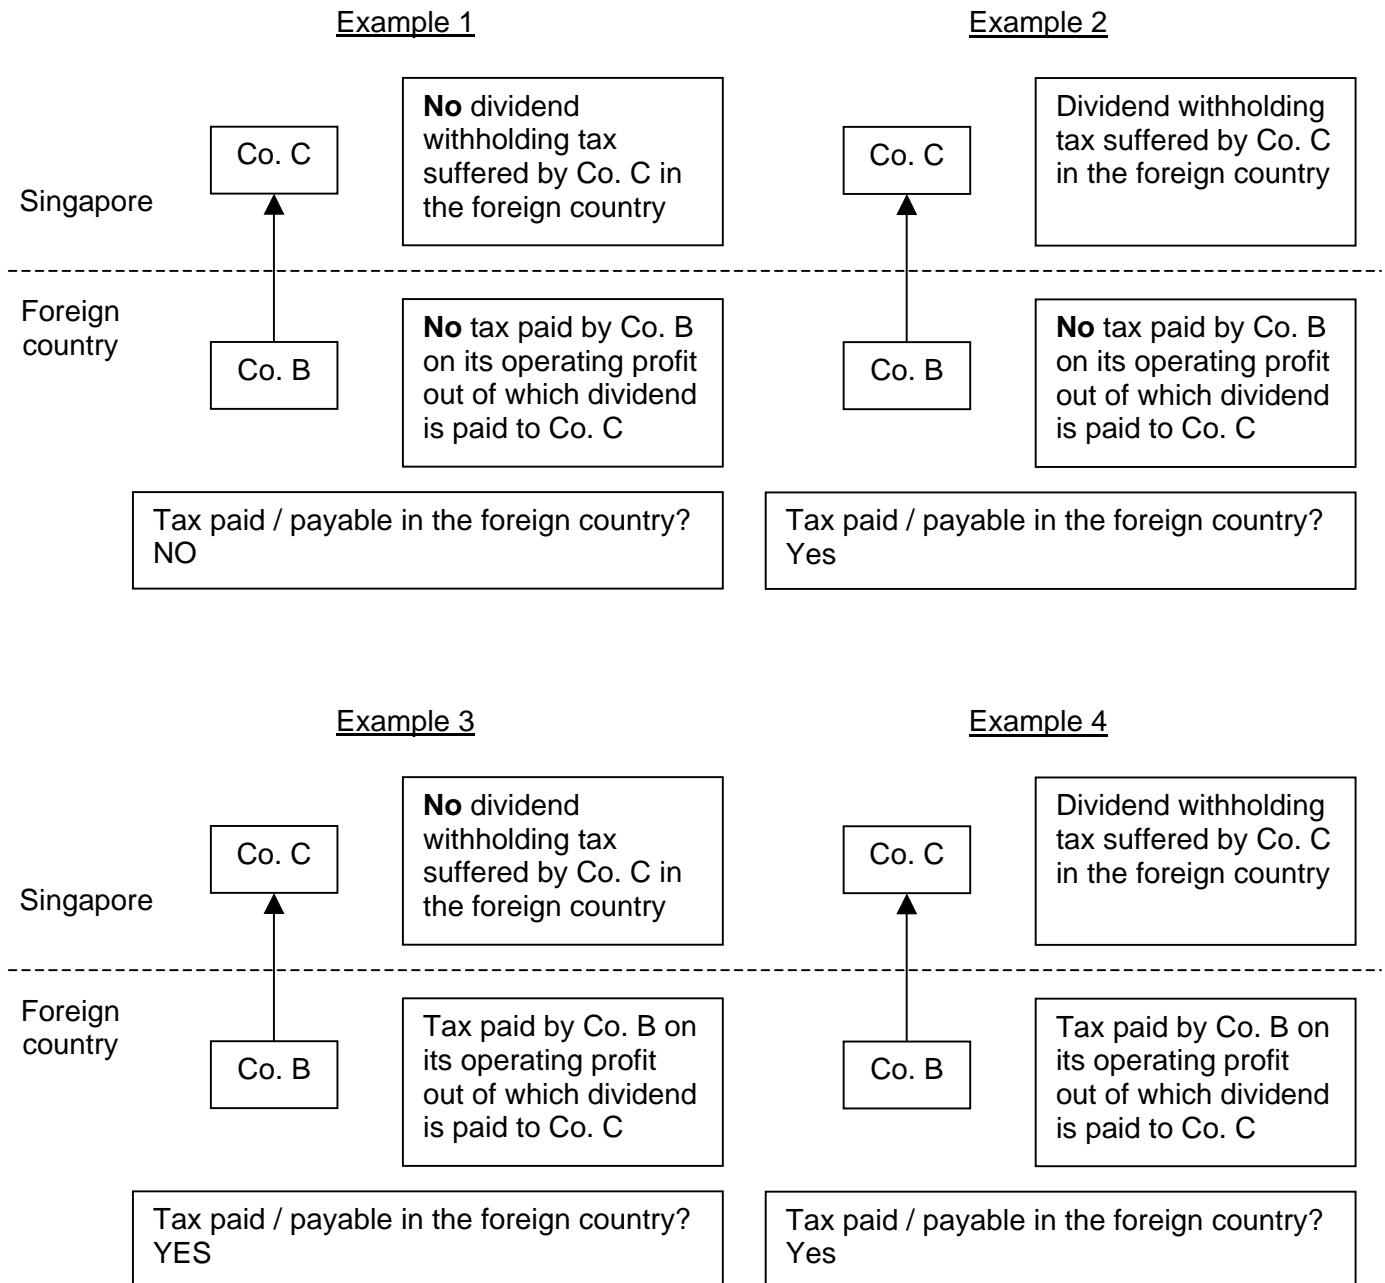 Example 1
No dividend
withholding tax
suffered by Co. C in
the foreign country
Co. C
Singapore
Foreign
country
No tax paid by Co. B
on its operating profit
out of which dividend
is paid to Co. C
Co. B
Tax paid / payable in the foreign country?
NO
Example 2
Dividend withholding
tax suffered by Co. C
in the foreign country
Co. C
No tax paid by Co. B
on its operating profit
out of which dividend
is paid to Co. C
Co. B
Tax paid / payable in the foreign country?
Yes
Example 3
No dividend
withholding tax
suffered by Co. C in
the foreign country
Co. C
Singapore
Foreign
country
Tax paid by Co. B on
its operating profit
out of which dividend
is paid to Co. C
Co. B
Tax paid / payable in the foreign country?
YES
Example 4
Dividend withholding
tax suffered by Co. C
in the foreign country
Co. C
Tax paid by Co. B on
its operating profit
out of which dividend
is paid to Co. C
Co. B
Tax paid / payable in the foreign country?
Yes